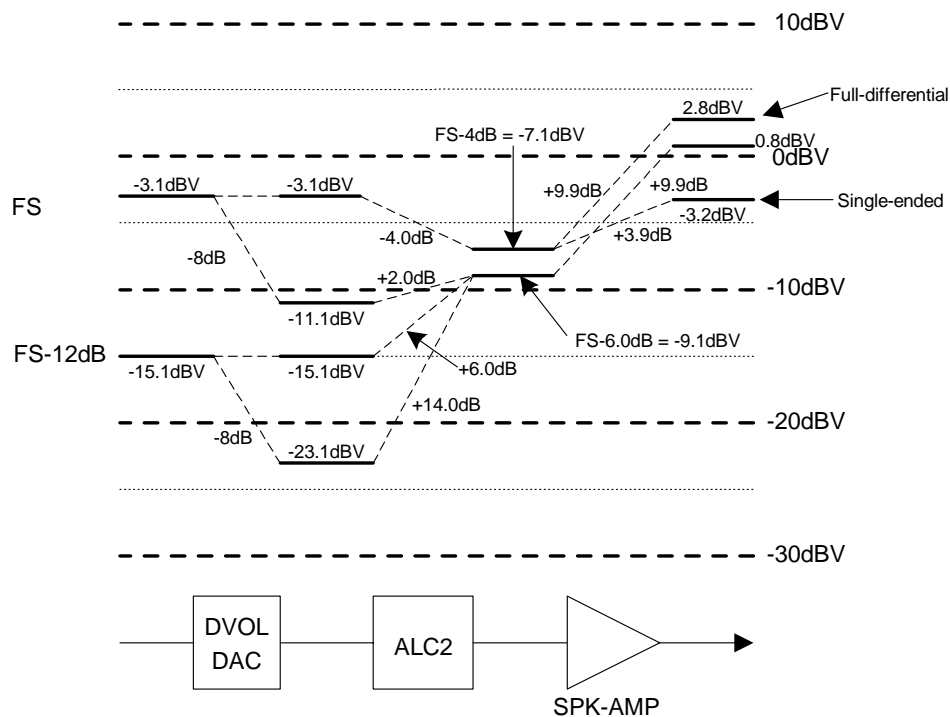 10dBV
Full-differential
2.8dBV
FS-4dB = -7.1dBV
0.8dBV
0dBV
-3.1dBV
-3.1dBV
+9.9dB
+9.9dB
FS
Single-ended
-3.2dBV
-4.0dB
+3.9dB
-8dB
+2.0dB
-10dBV
-11.1dBV
FS-6.0dB = -9.1dBV
FS-12dB
-15.1dBV
-15.1dBV
+6.0dB
+14.0dB
-20dBV
-8dB
-23.1dBV
-30dBV
DVOL
DAC
ALC2
SPK-AMP